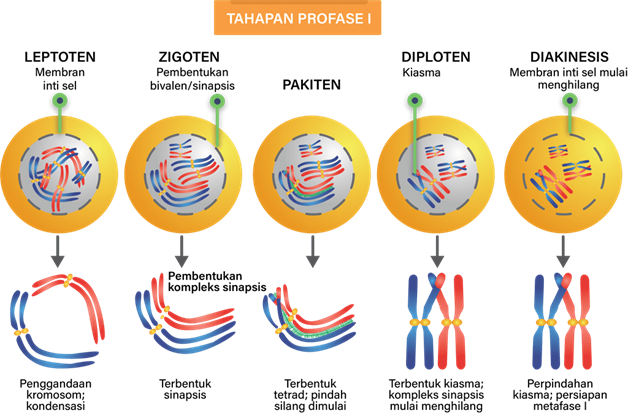 TAHAPAN PROFASE I
LEPTOTEN
Membran
inti sel
ZIGOTEN
Pembentukan
bivalen/sinapsis
PAKITEN
DIPLOTEN
Kiasma
DIAKINESIS
Membran inti sel mulai
menghilang
Penggandaan
kromosom;
kondensasi
Pembentukan
kompleks sinapsis
Terbentuk
sinapsis
Terbentuk
tetrad; pindah
silang dimulai
Terbentuk kiasma;
kompleks sinapsis
mulai menghilang
Perpindahan
kiasma; persiapan
metafase I